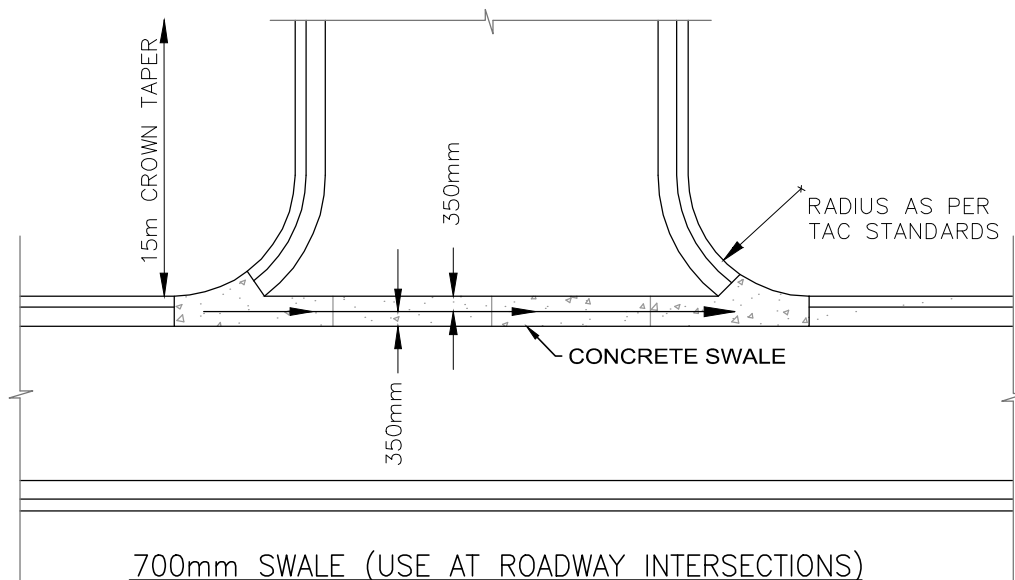 15m CROWN TAPER
350mm
RADIUS AS PER
TAC STANDARDS
CONCRETE SWALE
350mm
700mm SWALE (USE AT ROADWAY INTERSECTIONS)